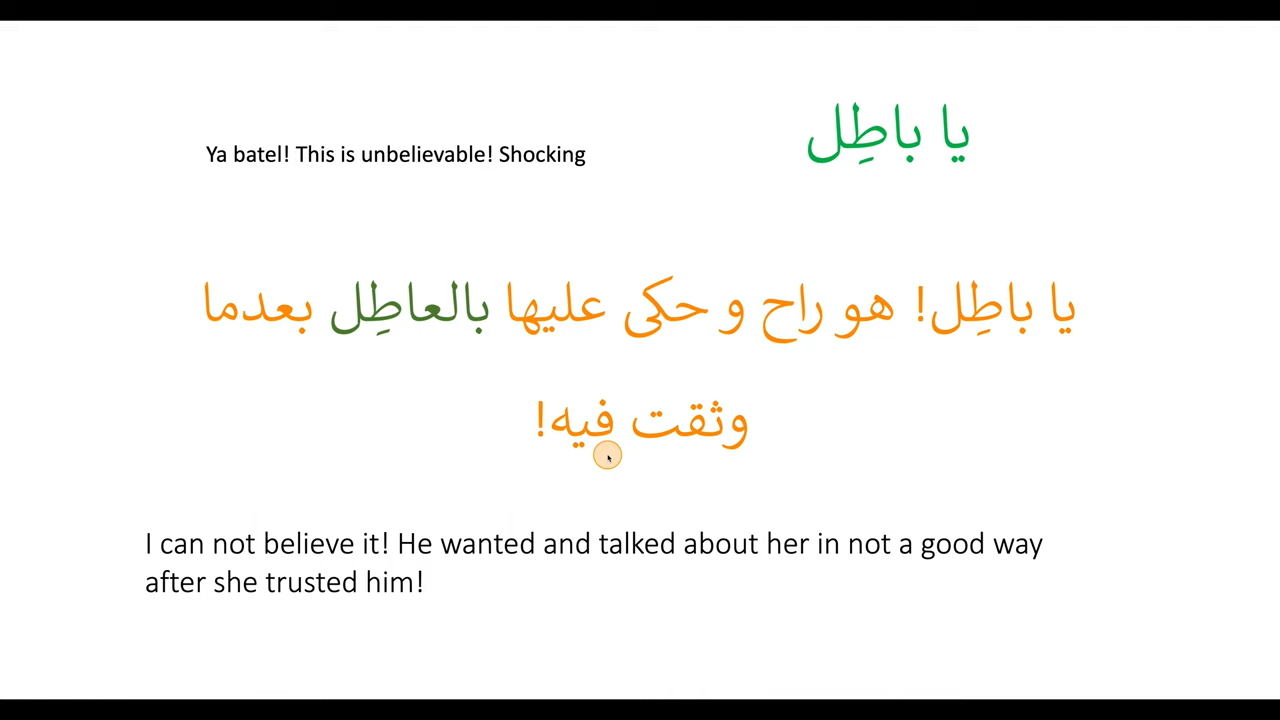 يا باطِل
Ya batel! This is unbelievable! Shocking
يا باطِل! هو راح و حكى عليها بالعاطِل بعدما
وثقت فيه!
I can not believe it! He wanted and talked about her in not a good way
after she trusted him!